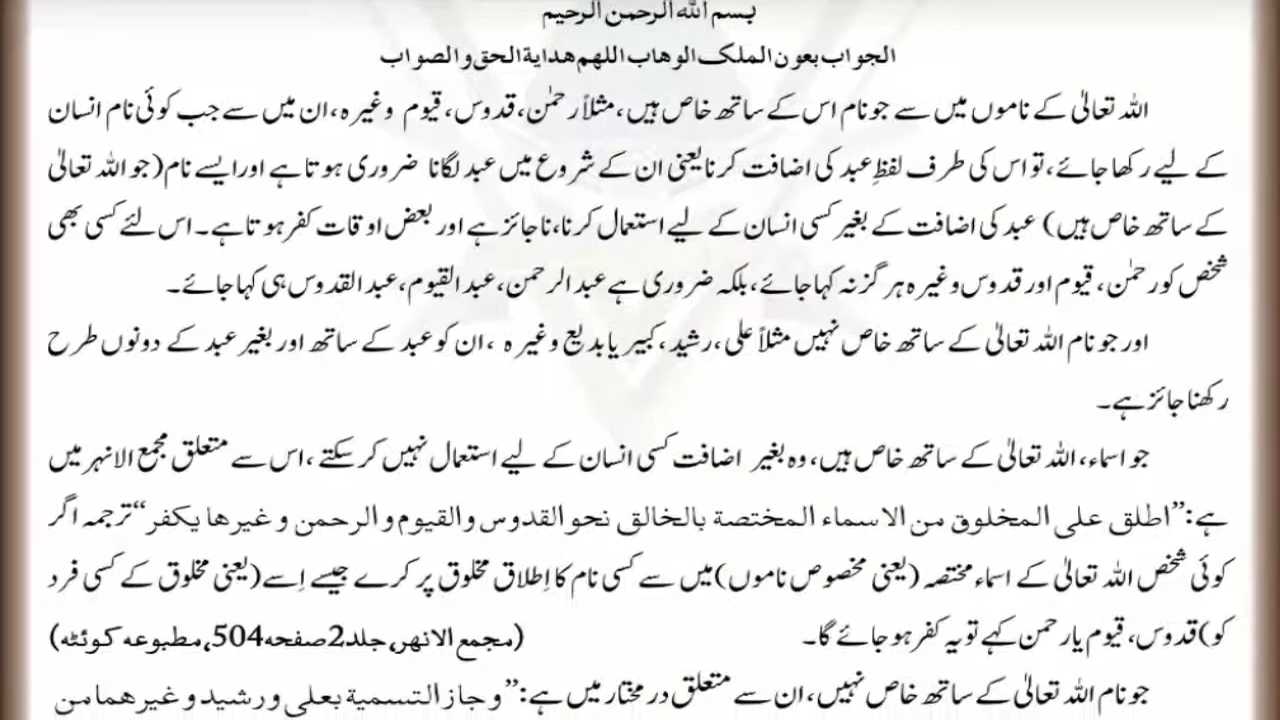 بسم اللہ الرحمن الرحیم
الجواب بعون الملک الوھاب اللھم ھدایۃ الحق والصواب
اللہ تعالیٰ کے ناموں میں سے جو نام اس کے ساتھ خاص ہیں، مثلاً رحمٰن، قدوس، قیوم وغیرہ، ان میں سے جب کوئی نام انسان
کے لیے رکھا جائے، تو اس کی طرف لفظِ عبد کی اضافت کرنا یعنی ان کے شروع میں عبد لگانا ضروری ہوتا ہے اور ایسے نام (جو اللہ تعالیٰ
کے ساتھ خاص ہیں) عبد کی اضافت کے بغیر کسی انسان کے لیے استعمال کرنا، ناجائز ہے اور بعض اوقات کفر ہوتا ہے۔ اس لئے کسی بھی
شخص کو رحمٰن، قیوم اور قدوس وغیرہ ہر گز نہ کہا جائے، بلکہ ضروری ہے عبد الرحمن، عبد القیوم، عبد القدوس ہی کہا جائے۔
اور جو نام اللہ تعالیٰ کے ساتھ خاص نہیں مثلاً علی، رشید، کبیر یا بدیع وغیرہ ، ان کو عبد کے ساتھ اور بغیر عبد کے دونوں طرح
رکھنا جائز ہے۔
جو اسماء، اللہ تعالیٰ کے ساتھ خاص ہیں، وہ بغیر اضافت کسی انسان کے لیے استعمال نہیں کر سکتے ، اس سے متعلق مجمع الانہر میں
ہے:”اطلق علی المخلوق من الاسماء المختصة بالخالق نحو القدوس والقیوم والرحمن وغیرھا یکفر“ ترجمہ اگر
کوئی شخص اللہ تعالیٰ کے اسماء مختصہ (یعنی مخصوص ناموں) میں سے کسی نام کا اِطلاق مخلوق پر کرے جیسے اِسے (یعنی مخلوق کے کسی فرد
کو) قدوس، قیوم یا رحمن کہے تو یہ کفر ہو جائے گا۔ (مجمع الانھر، جلد2صفحه504، مطبوعه کوئٹه)
جو نام اللہ تعالیٰ کے ساتھ خاص نہیں، ان سے متعلق در مختار میں ہے:”وجاز التسمیة بعلی ورشید وغیرھما من